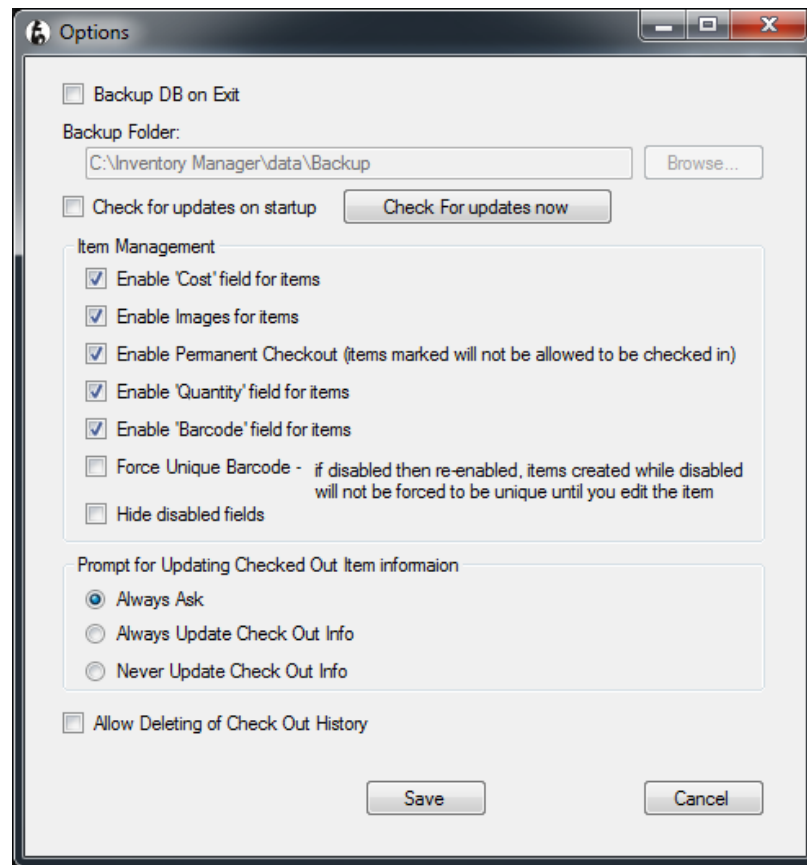 Options
Backup DB on Exit
Backup Folder:
C:\Inventory Manager\data\Backup
Browse...
Check for updates on startup
Check For updates now
Item Management
Enable 'Cost' field for items
Enable Images for items
Enable Permanent Checkout (items marked will not be allowed to be checked in)
Enable 'Quantity' field for items
Enable 'Barcode' field for items
Force Unique Barcode - if disabled then re-enabled, items created while disabled
will not be forced to be unique until you edit the item
Hide disabled fields
Prompt for Updating Checked Out Item informaion
Always Ask
Always Update Check Out Info
Never Update Check Out Info
Allow Deleting of Check Out History
Save
Cancel